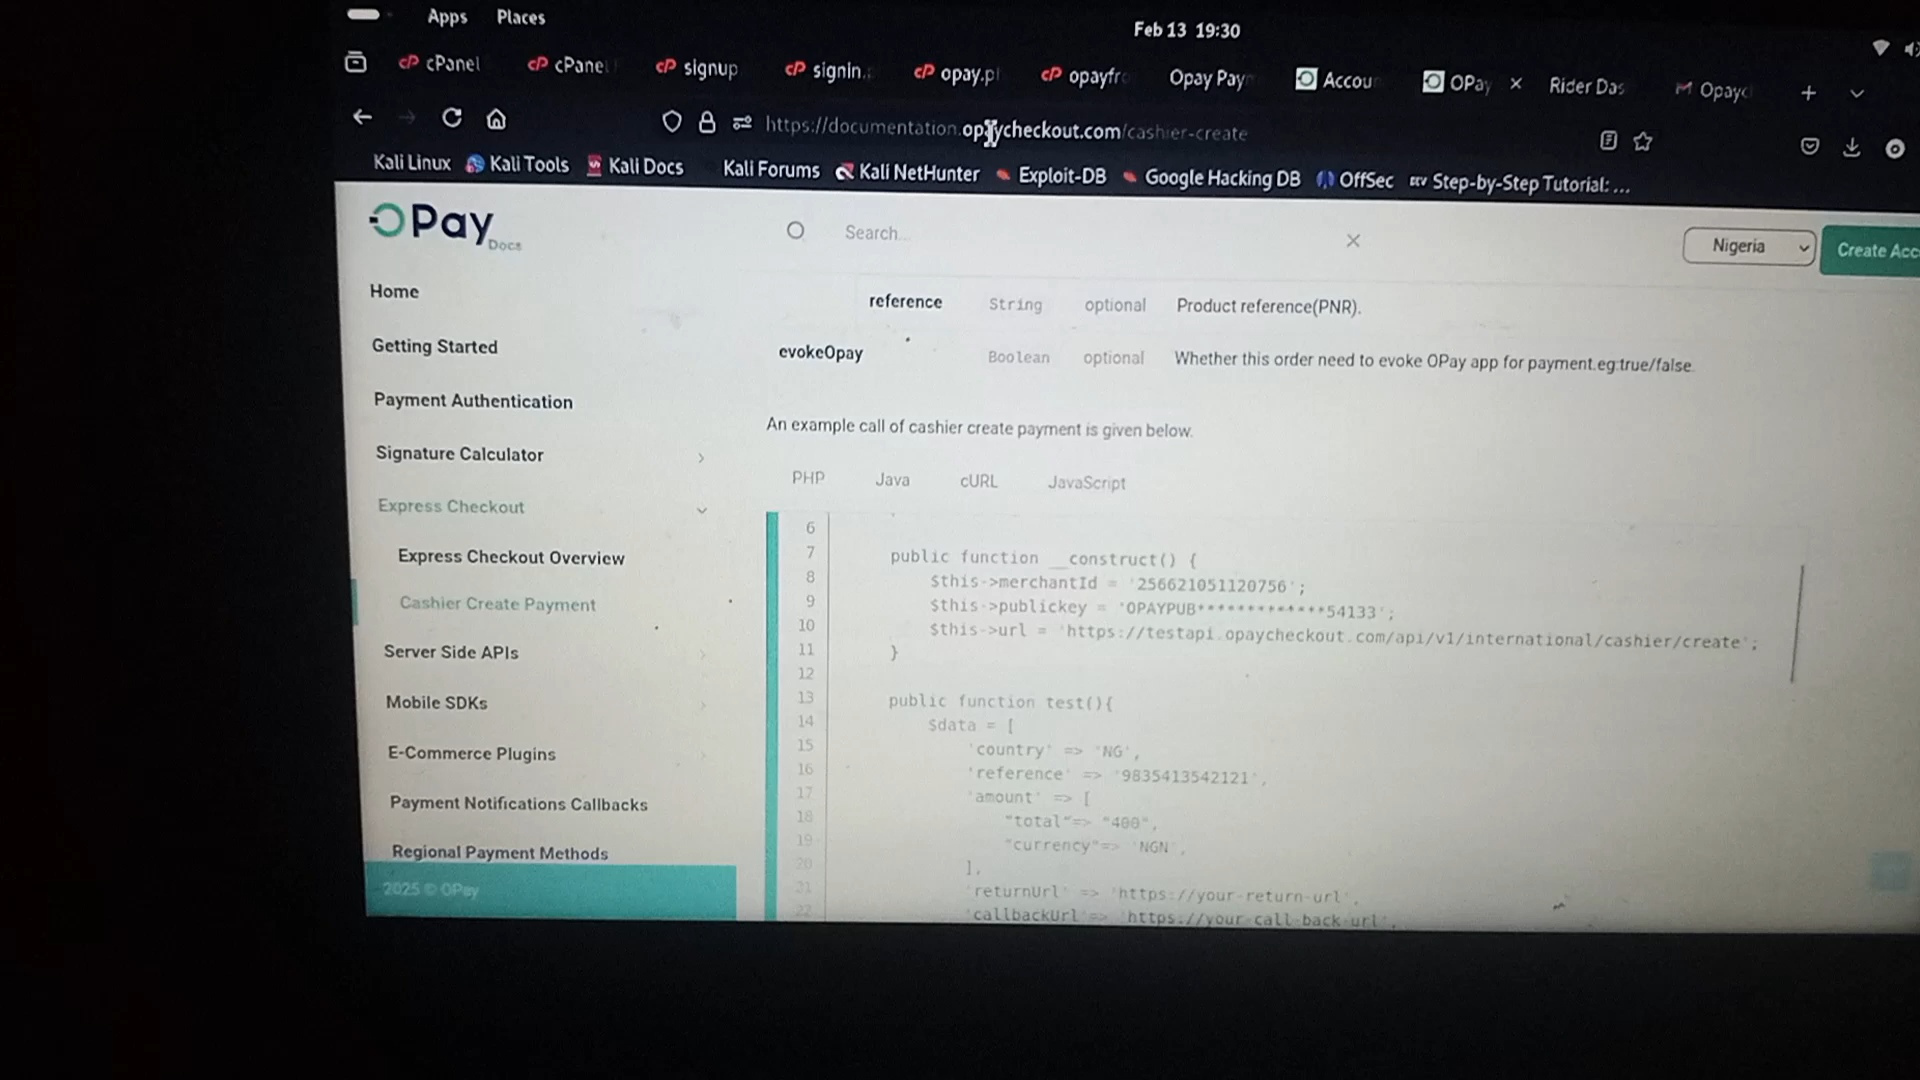 Apps Places
Feb 13 19:30
cPanel cPane signup signin. opay.p opayfr Opay Pay Accou OPay × Rider Das Opayc + 
https://documentation.opaycheckout.com/cashier-create
Kali Linux Kali Tools Kali Docs Kali Forums Kali NetHunter Exploit-DB Google Hacking DB OffSec Step-by-Step Tutorial: ...
OPay Docs
Search...
Nigeria
Create Acc
Home
Getting Started
Payment Authentication
Signature Calculator
Express Checkout
Express Checkout Overview
Cashier Create Payment
Server Side APIs
Mobile SDKs
E-Commerce Plugins
Payment Notifications Callbacks
Regional Payment Methods
2025 © OPay
reference String optional Product reference(PNR).
evokeOpay Boolean optional Whether this order need to evoke OPay app for payment.eg:true/false.
An example call of cashier create payment is given below.
PHP Java cURL JavaScript
6
7 public function __construct() {
8 $this->merchantId = '256621051120756';
9 $this->publickey = 'OPAYPUB*************54133';
10 $this->url = 'https://testapi.opaycheckout.com/api/v1/international/cashier/create';
11 }
12
13 public function test(){
14 $data = [
15 'country' => 'NG',
16 'reference' => '9835413542121',
17 'amount' => [
18 "total"=> "400",
19 "currency"=> 'NGN',
20 ],
21 'returnUrl' => 'https://your-return-url',
22 'callbackUrl'=> 'https://your-call-back-url',